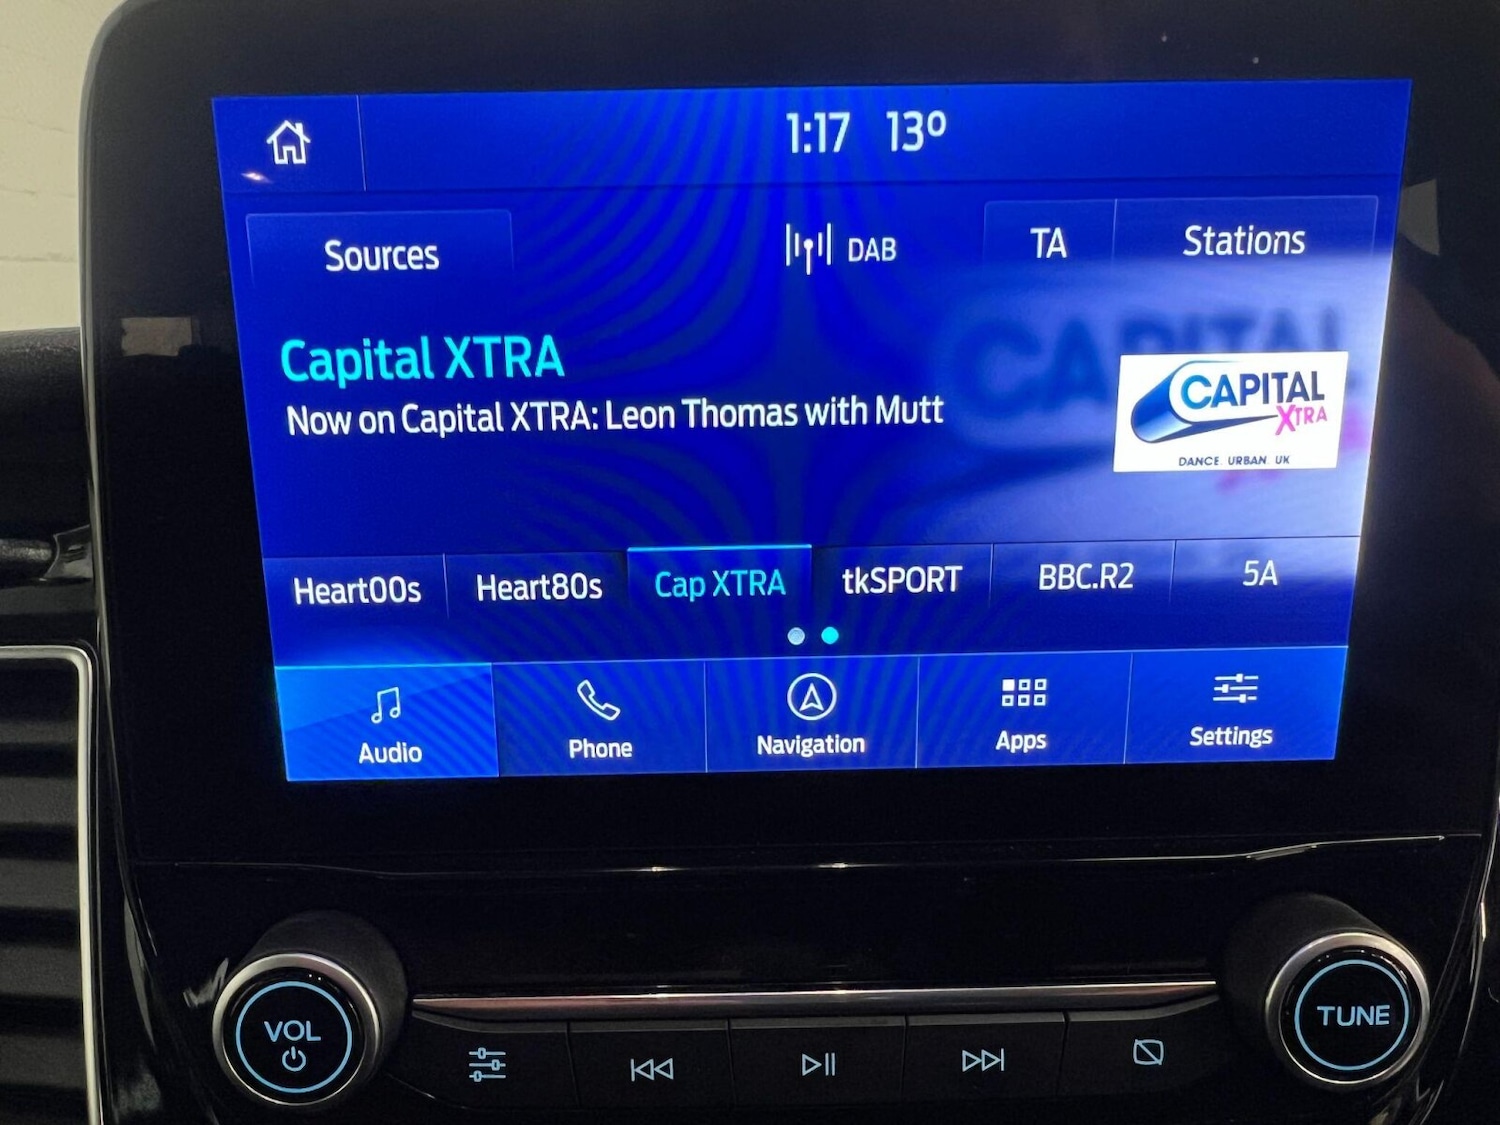 1:17 13°
Sources DAB TA Stations
Capital XTRA
Now on Capital XTRA: Leon Thomas with Mutt
CAPITAL
XTRA
DANCE URBAN UK
Heart00s Heart80s Cap XTRA tkSPORT BBC.R2 5A
Audio Phone Navigation Apps Settings
VOL TUNE